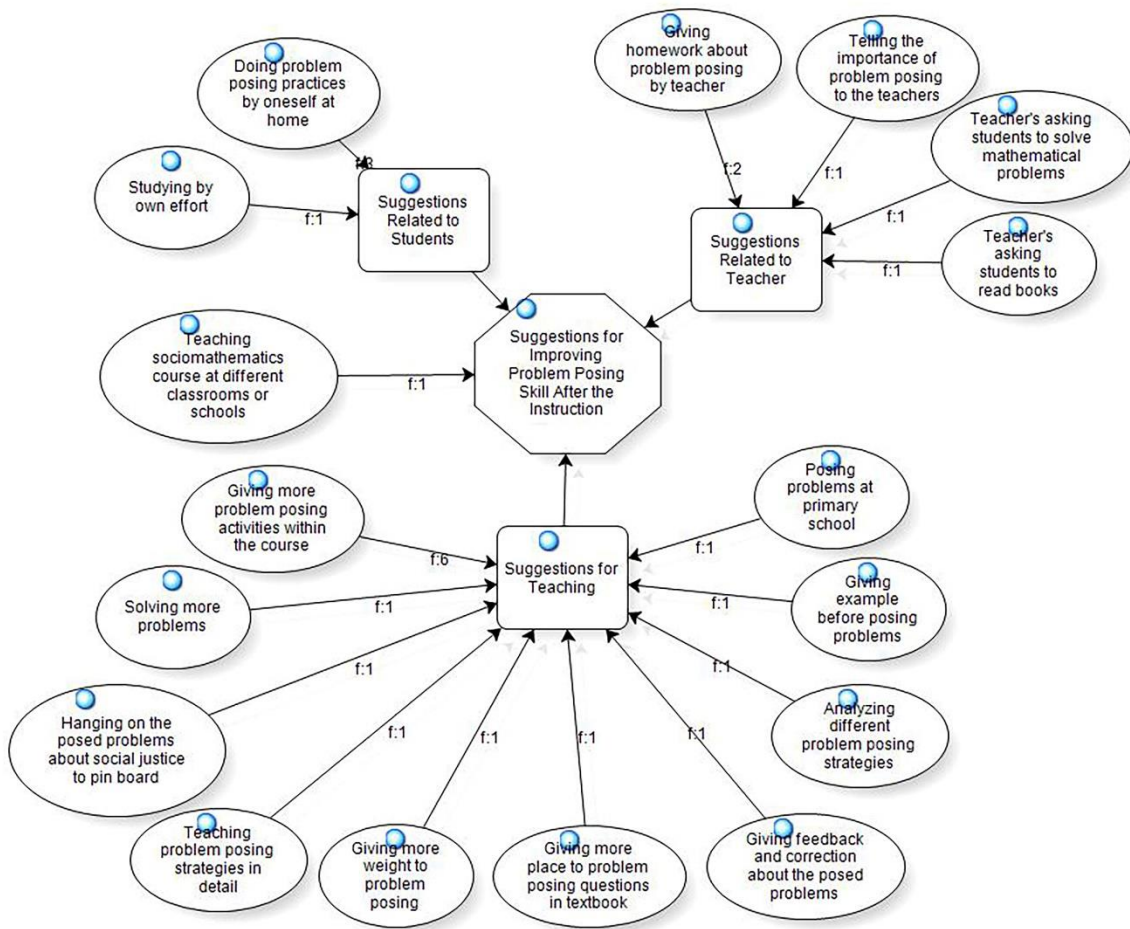 Doing problem
posing practices
by oneself at
home
Giving
homework about
problem posing
by teacher
Telling the
importance of
problem posing
to the teachers
Teacher's asking
students to solve
mathematical
problems
Studying by
own effort
f:1
Suggestions
Related to
Students
f:2
f:1
f:1
f:1
Suggestions
Related to
Teacher
Teacher's
asking
students to
read books
Teaching
sociomathematics
course at different
classrooms or
schools
f:1
Suggestions for
Improving
Problem Posing
Skill After the
Instruction
Giving more
problem posing
activities within
the course
f:6
Posing
problems at
primary
school
f:1
Suggestions for
Teaching
Solving more
problems
f:1
Giving
example
before posing
problems
f:1
Hanging on the
posed problems
about social justice
to pin board
f:1
Analyzing
different
problem posing
strategies
f:1
Teaching
problem posing
strategies in
detail
f:1
Giving more
weight to
problem
posing
f:1
Giving more
place to problem
posing questions
in textbook
f:1
Giving feedback
and correction
about the posed
problems
f:1